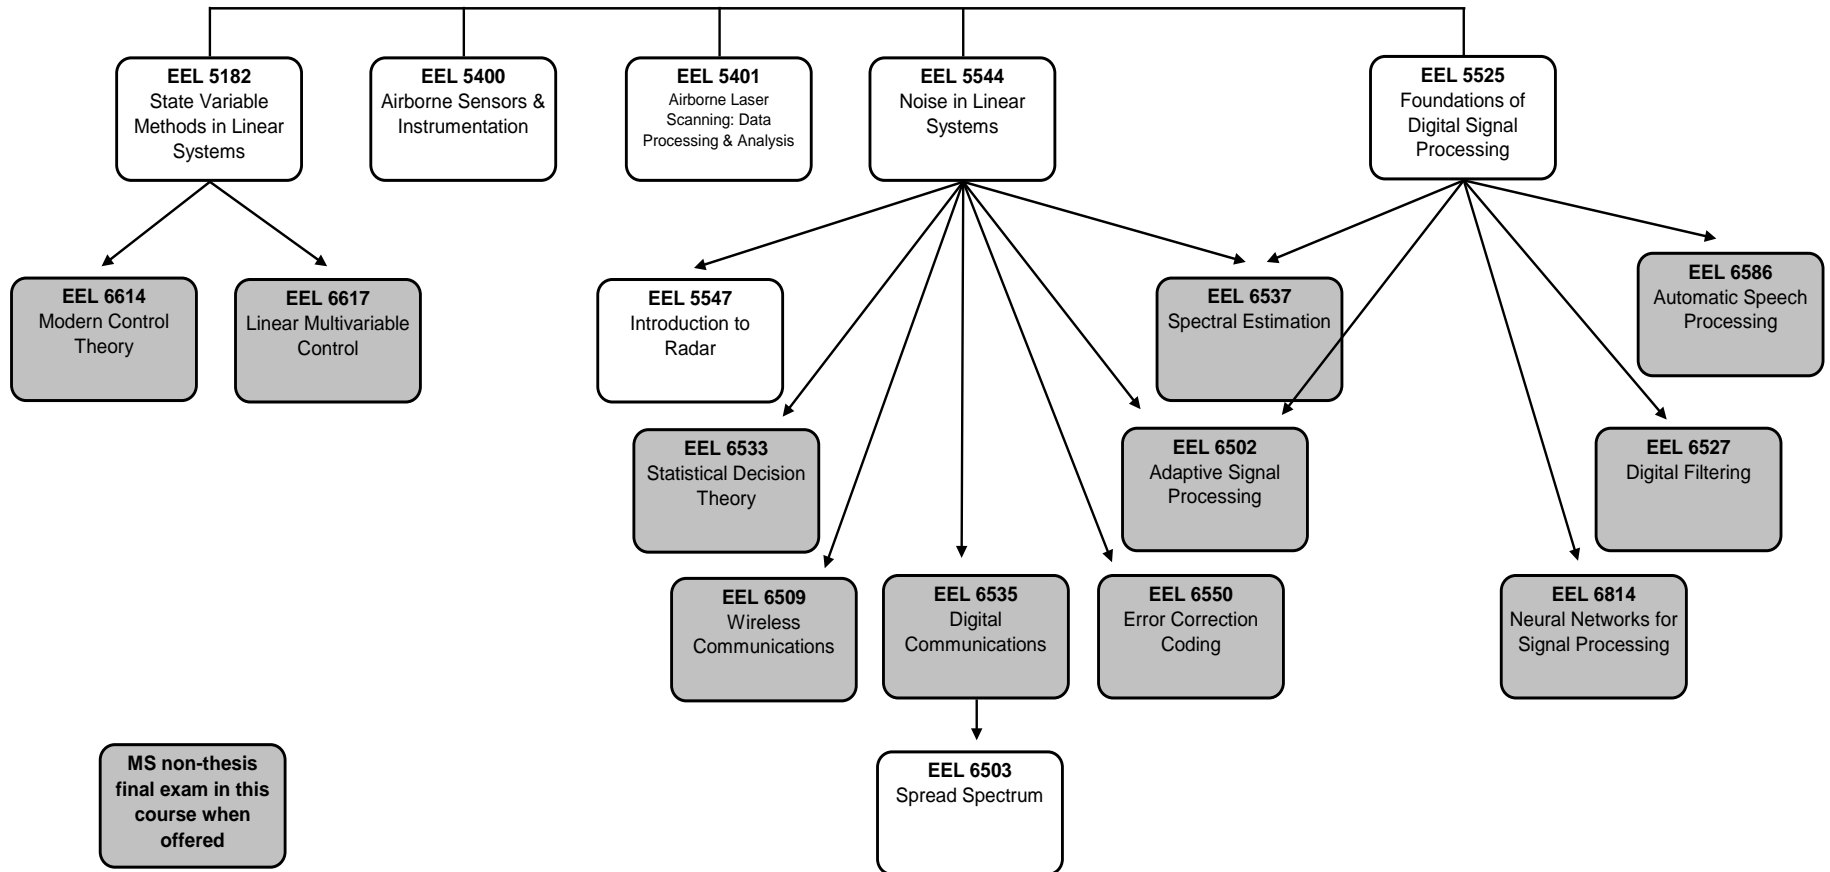 EEL 5182
State Variable
Methods in Linear
Systems
EEL 5400
Airborne Sensors &
Instrumentation
EEL 5401
Airborne Laser
Scanning: Data
Processing & Analysis
EEL 5544
Noise in Linear
Systems
EEL 5525
Foundations of
Digital Signal
Processing
EEL 6614
Modern Control
Theory
EEL 6617
Linear Multivariable
Control
EEL 5547
Introduction to
Radar
EEL 6537
Spectral Estimation
EEL 6586
Automatic Speech
Processing
EEL 6533
Statistical Decision
Theory
EEL 6502
Adaptive Signal
Processing
EEL 6527
Digital Filtering
EEL 6509
Wireless
Communications
EEL 6535
Digital
Communications
EEL 6550
Error Correction
Coding
EEL 6814
Neural Networks for
Signal Processing
MS non-thesis
final exam in this
course when
offered
EEL 6503
Spread Spectrum